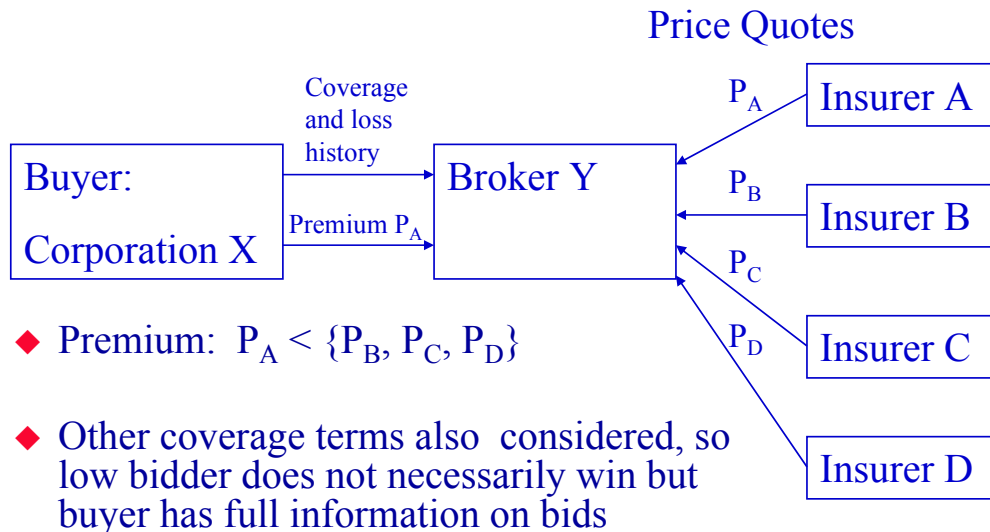 Price Quotes
Coverage
and loss
history
Buyer:
Corporation X
Premium P_A
Broker Y
P_A
Insurer A
P_B
Insurer B
P_C
Insurer C
P_D
Insurer D
Premium: P_A < {P_B, P_C, P_D}
Other coverage terms also considered, so
low bidder does not necessarily win but
buyer has full information on bids